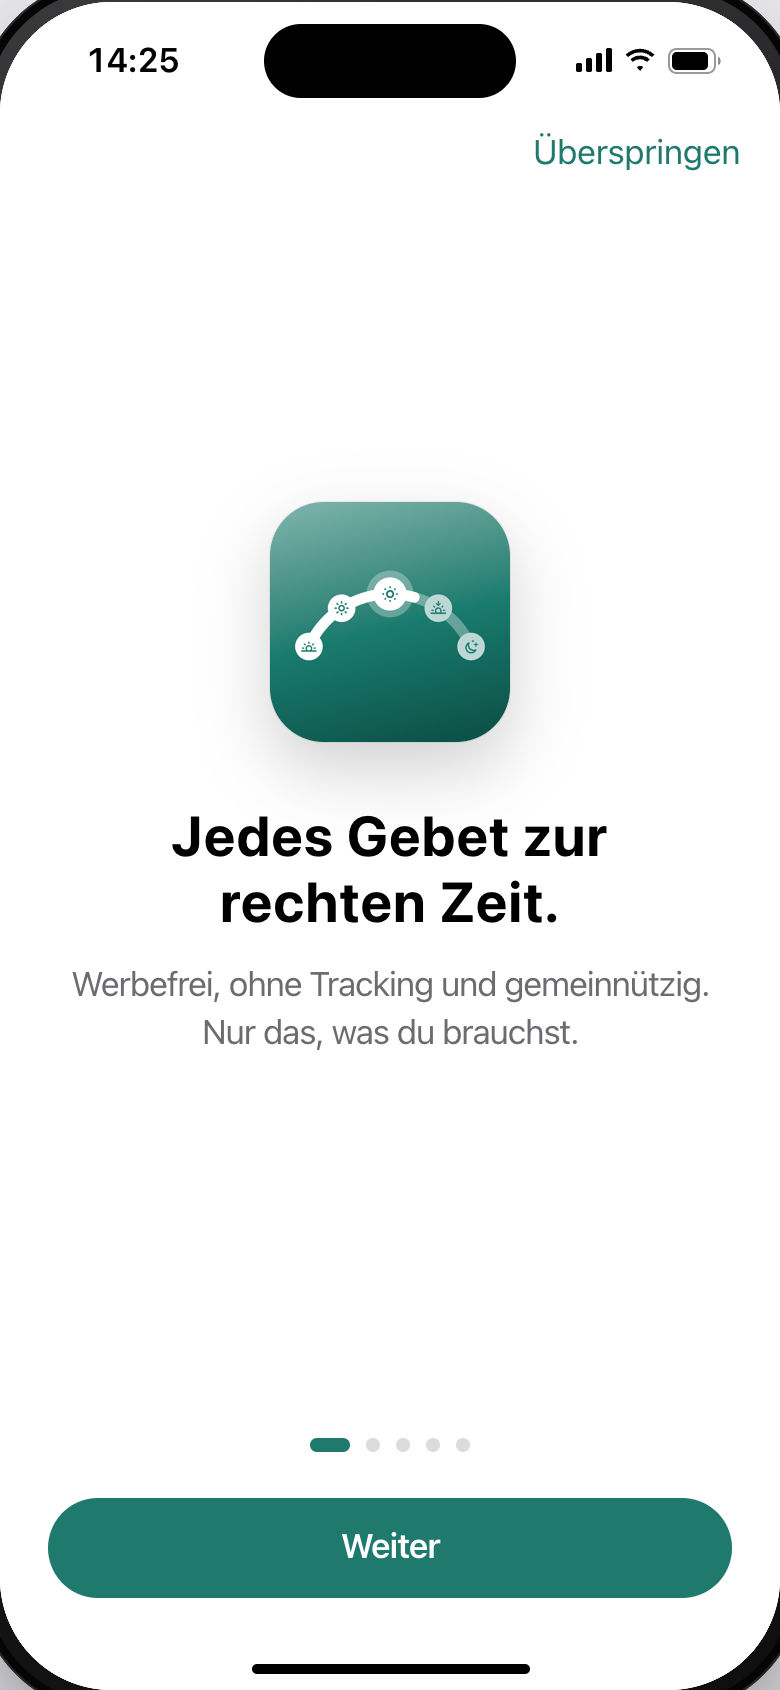 14:25
Überspringen
Jedes Gebet zur
rechten Zeit.
Werbefrei, ohne Tracking und gemeinnützig.
Nur das, was du brauchst.
Weiter